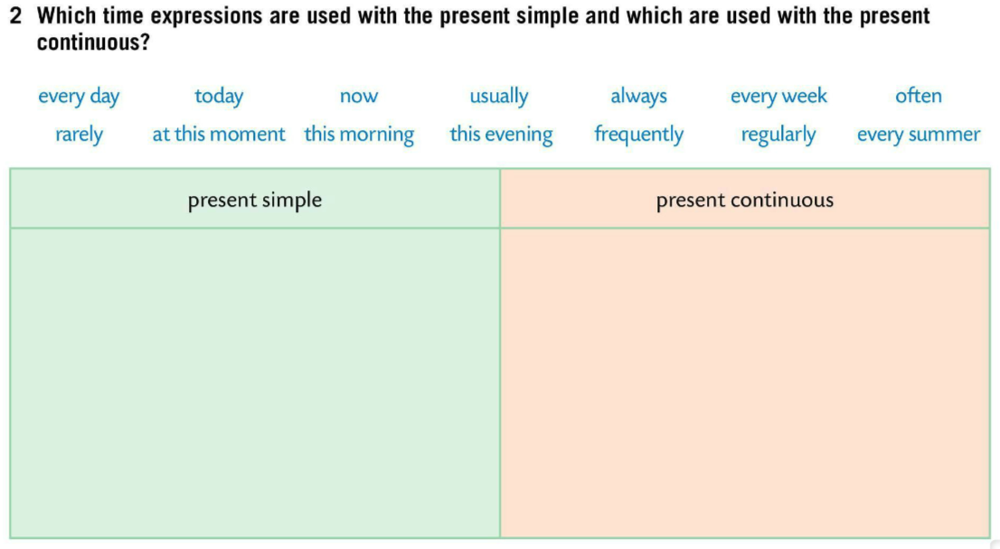 2 Which time expressions are used with the present simple and which are used with the present
continuous?
every day today now usually always every week often
rarely at this moment this morning this evening frequently regularly every summer
present simple present continuous